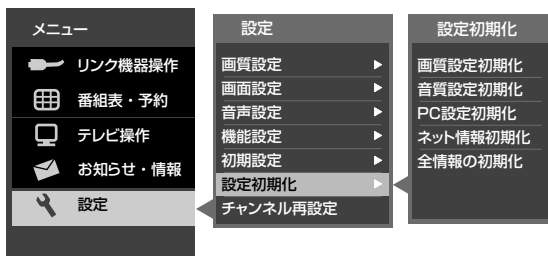 メニュー
リンク機器操作
番組表・予約
テレビ操作
お知らせ・情報
設定
設定
画質設定
画面設定
音声設定
機能設定
初期設定
設定初期化
チャンネル再設定
設定初期化
画質設定初期化
音質設定初期化
PC設定初期化
ネット情報初期化
全情報の初期化